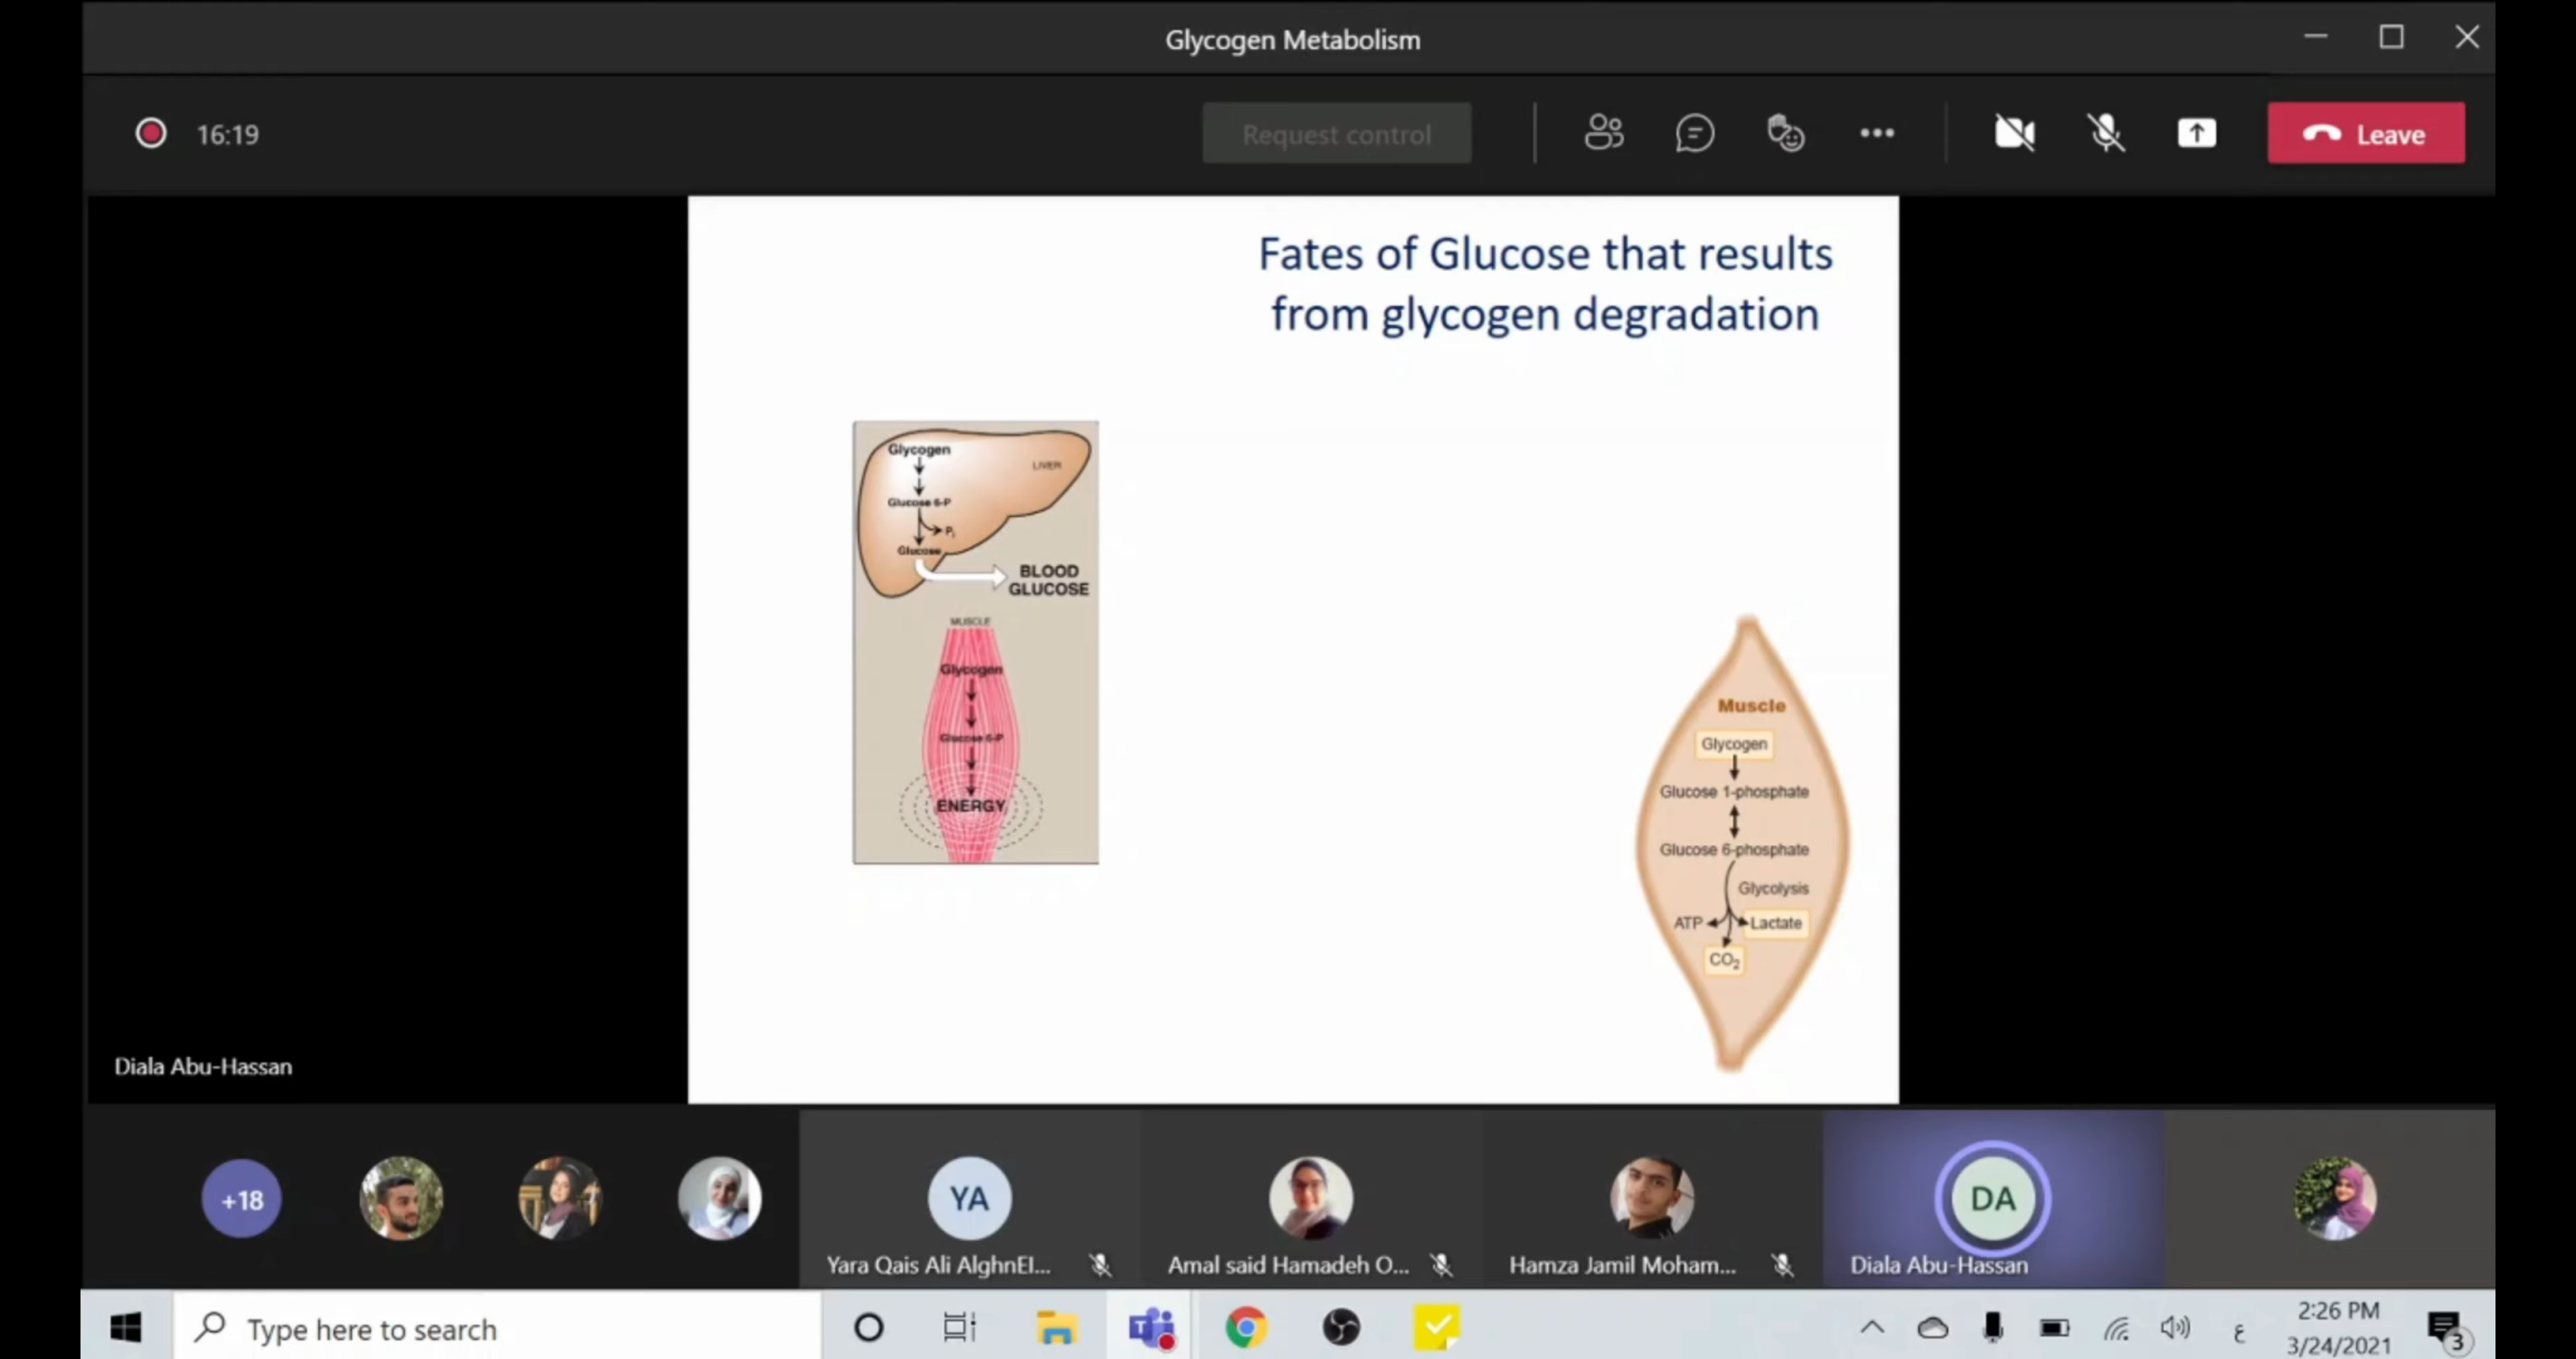 Glycogen Metabolism
16:19
Request control
Leave
Fates of Glucose that results
from glycogen degradation
Glycogen
LIVER
Glucose 6-P
Pi
Glucose
BLOOD
GLUCOSE
MUSCLE
Glycogen
Glucose 6-P
ENERGY
Muscle
Glycogen
Glucose 1-phosphate
Glucose 6-phosphate
Glycolysis
ATP
Lactate
CO2
Diala Abu-Hassan
+18
YA
DA
Yara Qais Ali AlghnEI...
Amal said Hamadeh O...
Hamza Jamil Moham...
Diala Abu-Hassan
Type here to search
ع
2:26 PM
3/24/2021
3